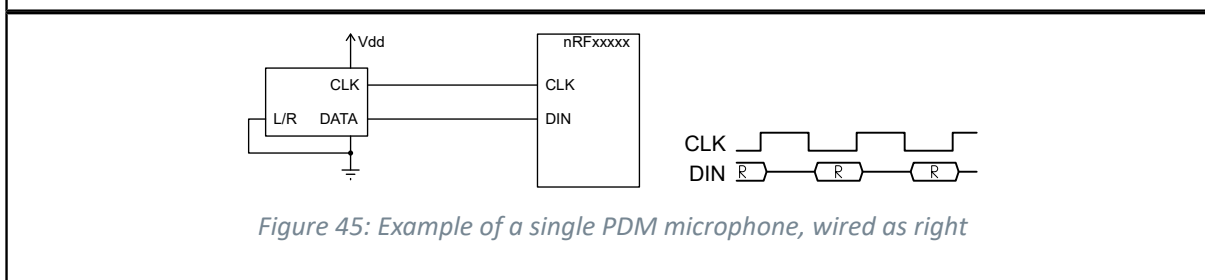 Vdd
nRFxxxxx
CLK
CLK
L/R DATA
DIN
CLK
DIN R R R
Figure 45: Example of a single PDM microphone, wired as right